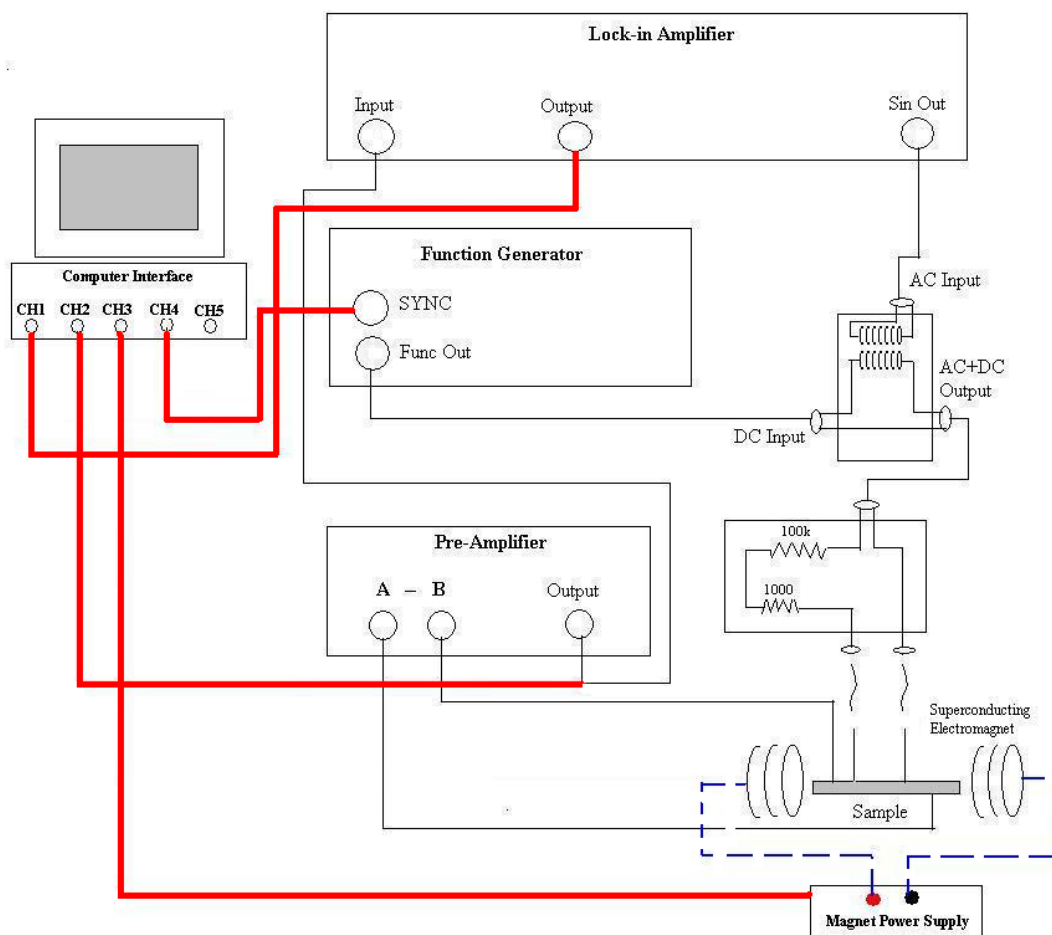 Lock-in Amplifier
Input
Output
Sin Out
Function Generator
SYNC
Func Out
Computer Interface
CH1 CH2 CH3 CH4 CH5
AC Input
AC+DC
Output
DC Input
100k
1000
Pre-Amplifier
A – B
Output
Superconducting
Electromagnet
Sample
Magnet Power Supply